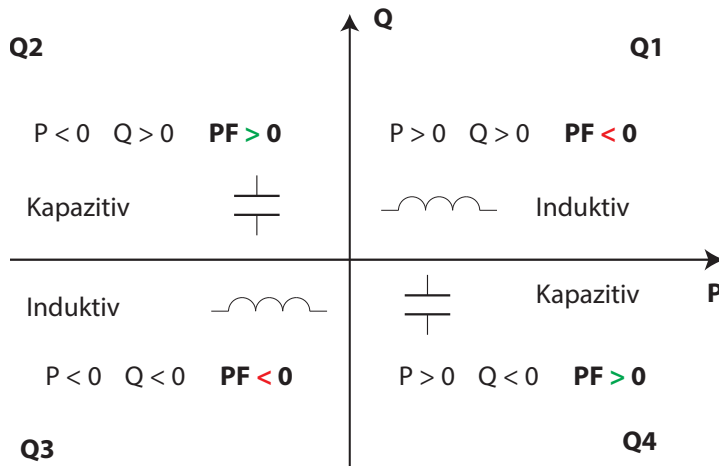 Q
Q2
Q1
P < 0 Q > 0 PF > 0
P > 0 Q > 0 PF < 0
Kapazitiv
Induktiv
P
Induktiv
Kapazitiv
P < 0 Q < 0 PF < 0
P > 0 Q < 0 PF > 0
Q3
Q4